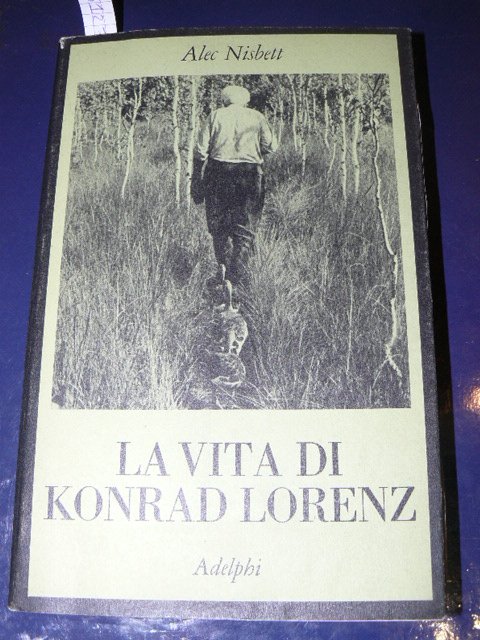 Alec Nisbett
LA VITA DI
KONRAD LORENZ
Adelphi